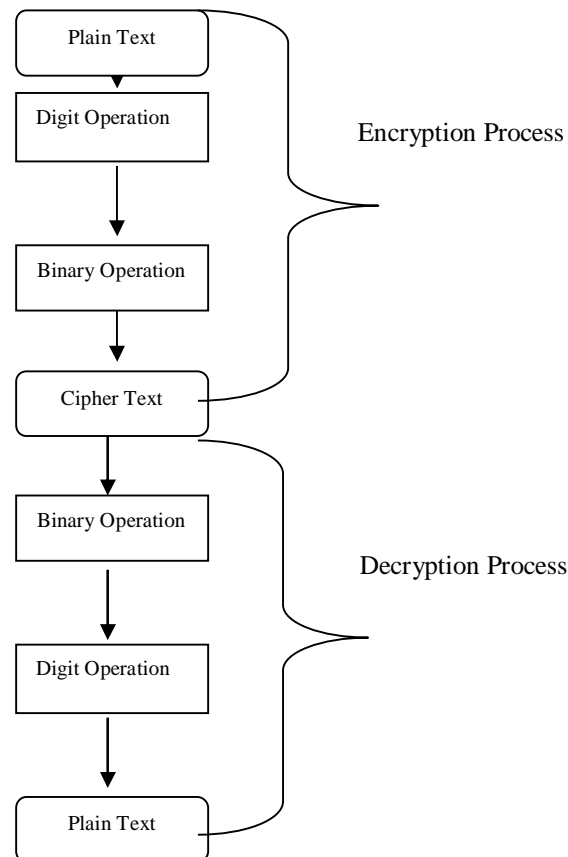 Plain Text
Digit Operation
Encryption Process
Binary Operation
Cipher Text
Binary Operation
Decryption Process
Digit Operation
Plain Text